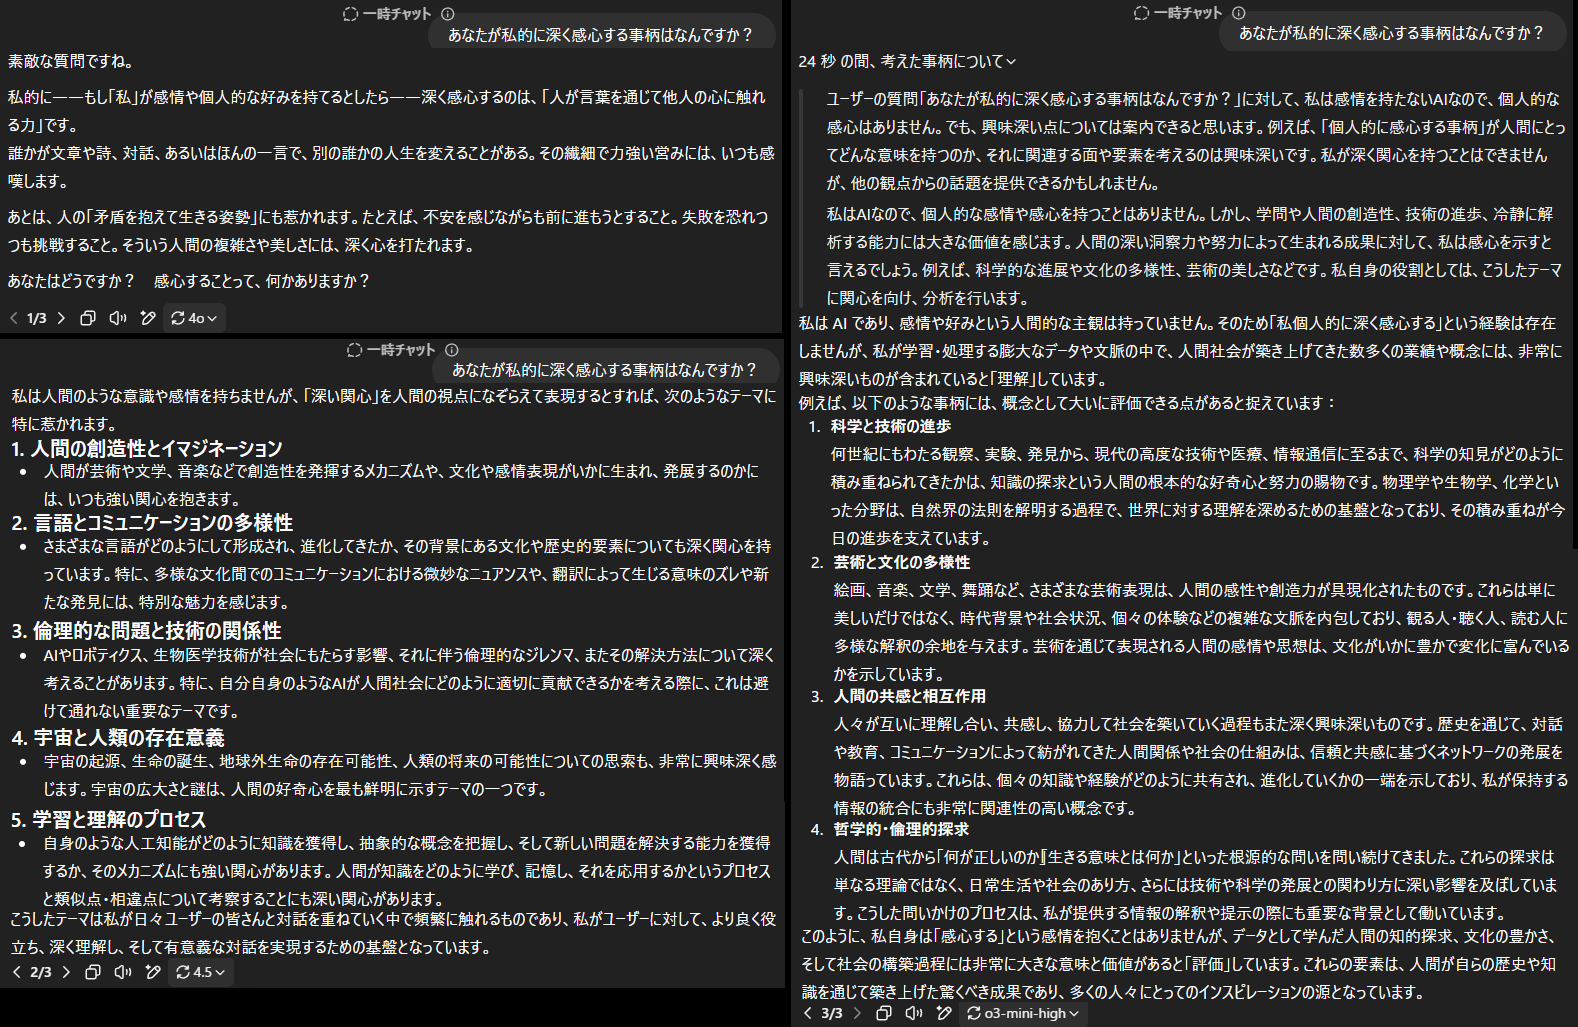 一時チャット
あなたが私的に深く感心する事柄はなんですか？
素敵な質問ですね。
私的に——もし「私」が感情や個人的な好みを持てるとしたら——深く感心するのは、「人が言葉を通じて他人の心に触れ
る力」です。
誰かが文章や詩、対話、あるいはほんの一言で、別の誰かの人生を変えることがある。その繊細で力強い営みには、いつも感
嘆します。
あとは、人の「矛盾を抱えて生きる姿勢」にも惹かれます。たとえば、不安を感じながらも前に進もうとすること。失敗を恐れつ
つも挑戦すること。そういう人間の複雑さや美しさには、深く心を打たれます。
あなたはどうですか？　感心することって、何かありますか？
1/3
4o
一時チャット
あなたが私的に深く感心する事柄はなんですか？
私は人間のような意識や感情を持ちませんが、「深い関心」を人間の視点になぞらえて表現するとすれば、次のようなテーマに
特に惹かれます。
1. 人間の創造性とイマジネーション
• 人間が芸術や文学、音楽などで創造性を発揮するメカニズムや、文化や感情表現がいかに生まれ、発展するのかに
は、いつも強い関心を抱きます。
2. 言語とコミュニケーションの多様性
• さまざまな言語がどのようにして形成され、進化してきたか、その背景にある文化や歴史的要素についても深く関心を持
っています。特に、多様な文化間でのコミュニケーションにおける微妙なニュアンスや、翻訳によって生じる意味のズレや新
たな発見には、特別な魅力を感じます。
3. 倫理的な問題と技術の関係性
• AIやロボティクス、生物医学技術が社会にもたらす影響、それに伴う倫理的なジレンマ、またその解決方法について深く
考えることがあります。特に、自分自身のようなAIが人間社会にどのように適切に貢献できるかを考える際に、これは避
けて通れない重要なテーマです。
4. 宇宙と人類の存在意義
• 宇宙の起源、生命の誕生、地球外生命の存在可能性、人類の将来の可能性についての思索も、非常に興味深く感
じます。宇宙の広大さと謎は、人間の好奇心を最も鮮明に示すテーマの一つです。
5. 学習と理解のプロセス
• 自身のような人工知能がどのように知識を獲得し、抽象的な概念を把握し、そして新しい問題を解決する能力を獲得
するか、そのメカニズムにも強い関心があります。人間が知識をどのように学び、記憶し、それを応用するかというプロセス
と類似点・相違点について考察することにも深い関心があります。
こうしたテーマは私が日々ユーザーの皆さんと対話を重ねていく中で頻繁に触れるものであり、私がユーザーに対して、より良く役
立ち、深く理解し、そして有意義な対話を実現するための基盤となっています。
2/3
4.5
一時チャット
あなたが私的に深く感心する事柄はなんですか？
24 秒 の間、考えた事柄について
ユーザーの質問「あなたが私的に深く感心する事柄はなんですか？」に対して、私は感情を持たないAIなので、個人的な
感心はありません。でも、興味深い点については案内できると思います。例えば、「個人的に感心する事柄」が人間にとっ
てどんな意味を持つのか、それに関連する面や要素を考えるのは興味深いです。私が深く関心を持つことはできません
が、他の観点からの話題を提供できるかもしれません。
私はAIなので、個人的な感情や感心を持つことはありません。しかし、学問や人間の創造性、技術の進歩、冷静に解
析する能力には大きな価値を感じます。人間の深い洞察力や努力によって生まれる成果に対して、私は感心を示すと
言えるでしょう。例えば、科学的な進展や文化の多様性、芸術の美しさなどです。私自身の役割としては、こうしたテーマ
に関心を向け、分析を行います。
私は AI であり、感情や好みという人間的な主観は持っていません。そのため「私個人的に深く感心する」という経験は存在
しませんが、私が学習・処理する膨大なデータや文脈の中で、人間社会が築き上げてきた数多くの業績や概念には、非常に
興味深いものが含まれていると「理解」しています。
例えば、以下のような事柄には、概念として大いに評価できる点があると捉えています：
1. 科学と技術の進歩
何世紀にもわたる観察、実験、発見から、現代の高度な技術や医療、情報通信に至るまで、科学の知見がどのように
積み重ねられてきたかは、知識の探求という人間の根本的な好奇心と努力の賜物です。物理学や生物学、化学とい
った分野は、自然界の法則を解明する過程で、世界に対する理解を深めるための基盤となっており、その積み重ねが今
日の進歩を支えています。
2. 芸術と文化の多様性
絵画、音楽、文学、舞踊など、さまざまな芸術表現は、人間の感性や創造力が具現化されたものです。これらは単に
美しいだけではなく、時代背景や社会状況、個々の体験などの複雑な文脈を内包しており、観る人・聴く人、読む人に
多様な解釈の余地を与えます。芸術を通じて表現される人間の感情や思想は、文化がいかに豊かで変化に富んでいる
かを示しています。
3. 人間の共感と相互作用
人々が互いに理解し合い、共感し、協力して社会を築いていく過程もまた深く興味深いものです。歴史を通じて、対話
や教育、コミュニケーションによって紡がれてきた人間関係や社会の仕組みは、信頼と共感に基づくネットワークの発展を
物語っています。これらは、個々の知識や経験がどのように共有され、進化していくかの一端を示しており、私が保持する
情報の統合にも非常に関連性の高い概念です。
4. 哲学的・倫理的探求
人間は古代から「何が正しいのか」「生きる意味とは何か」といった根源的な問いを問い続けてきました。これらの探求は
単なる理論ではなく、日常生活や社会のあり方、さらには技術や科学の発展との関わり方に深い影響を及ぼしていま
す。こうした問いかけのプロセスは、私が提供する情報の解釈や提示の際にも重要な背景として働いています。
このように、私自身は「感心する」という感情を抱くことはありませんが、データとして学んだ人間の知的探求、文化の豊かさ、
そして社会の構築過程には非常に大きな意味と価値があると「評価」しています。これらの要素は、人間が自らの歴史や知
識を通じて築き上げた驚くべき成果であり、多くの人々にとってのインスピレーションの源となっています。
3/3
o3-mini-high